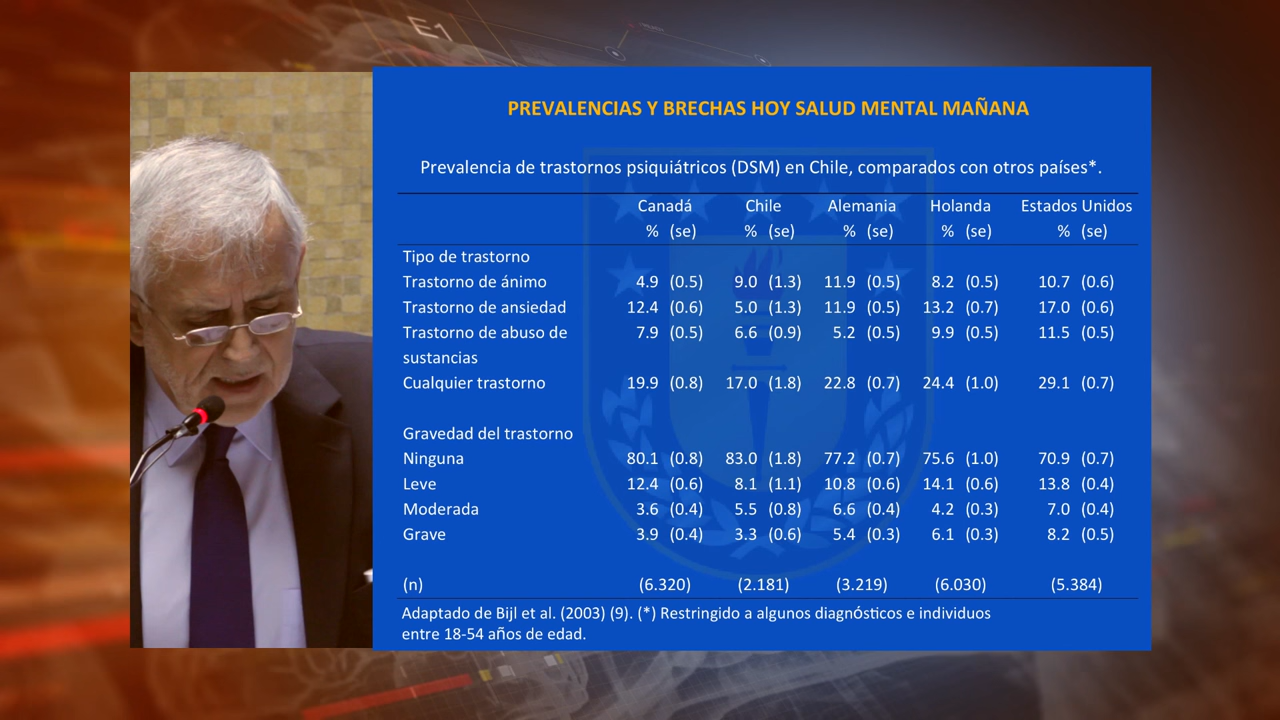 E1
PREVALENCIAS Y BRECHAS HOY SALUD MENTAL MAÑANA
Prevalencia de trastornos psiquiátricos (DSM) en Chile, comparados con otros países*.
Canadá Chile Alemania Holanda Estados Unidos
% (se) % (se) % (se) % (se) % (se)
Tipo de trastorno
Trastorno de ánimo 4.9 (0.5) 9.0 (1.3) 11.9 (0.5) 8.2 (0.5) 10.7 (0.6)
Trastorno de ansiedad 12.4 (0.6) 5.0 (1.3) 11.9 (0.5) 13.2 (0.7) 17.0 (0.6)
Trastorno de abuso de 7.9 (0.5) 6.6 (0.9) 5.2 (0.5) 9.9 (0.5) 11.5 (0.5)
sustancias
Cualquier trastorno 19.9 (0.8) 17.0 (1.8) 22.8 (0.7) 24.4 (1.0) 29.1 (0.7)
Gravedad del trastorno
Ninguna 80.1 (0.8) 83.0 (1.8) 77.2 (0.7) 75.6 (1.0) 70.9 (0.7)
Leve 12.4 (0.6) 8.1 (1.1) 10.8 (0.6) 14.1 (0.6) 13.8 (0.4)
Moderada 3.6 (0.4) 5.5 (0.8) 6.6 (0.4) 4.2 (0.3) 7.0 (0.4)
Grave 3.9 (0.4) 3.3 (0.6) 5.4 (0.3) 6.1 (0.3) 8.2 (0.5)
(n) (6.320) (2.181) (3.219) (6.030) (5.384)
Adaptado de Bijl et al. (2003) (9). (*) Restringido a algunos diagnósticos e individuos
entre 18-54 años de edad.